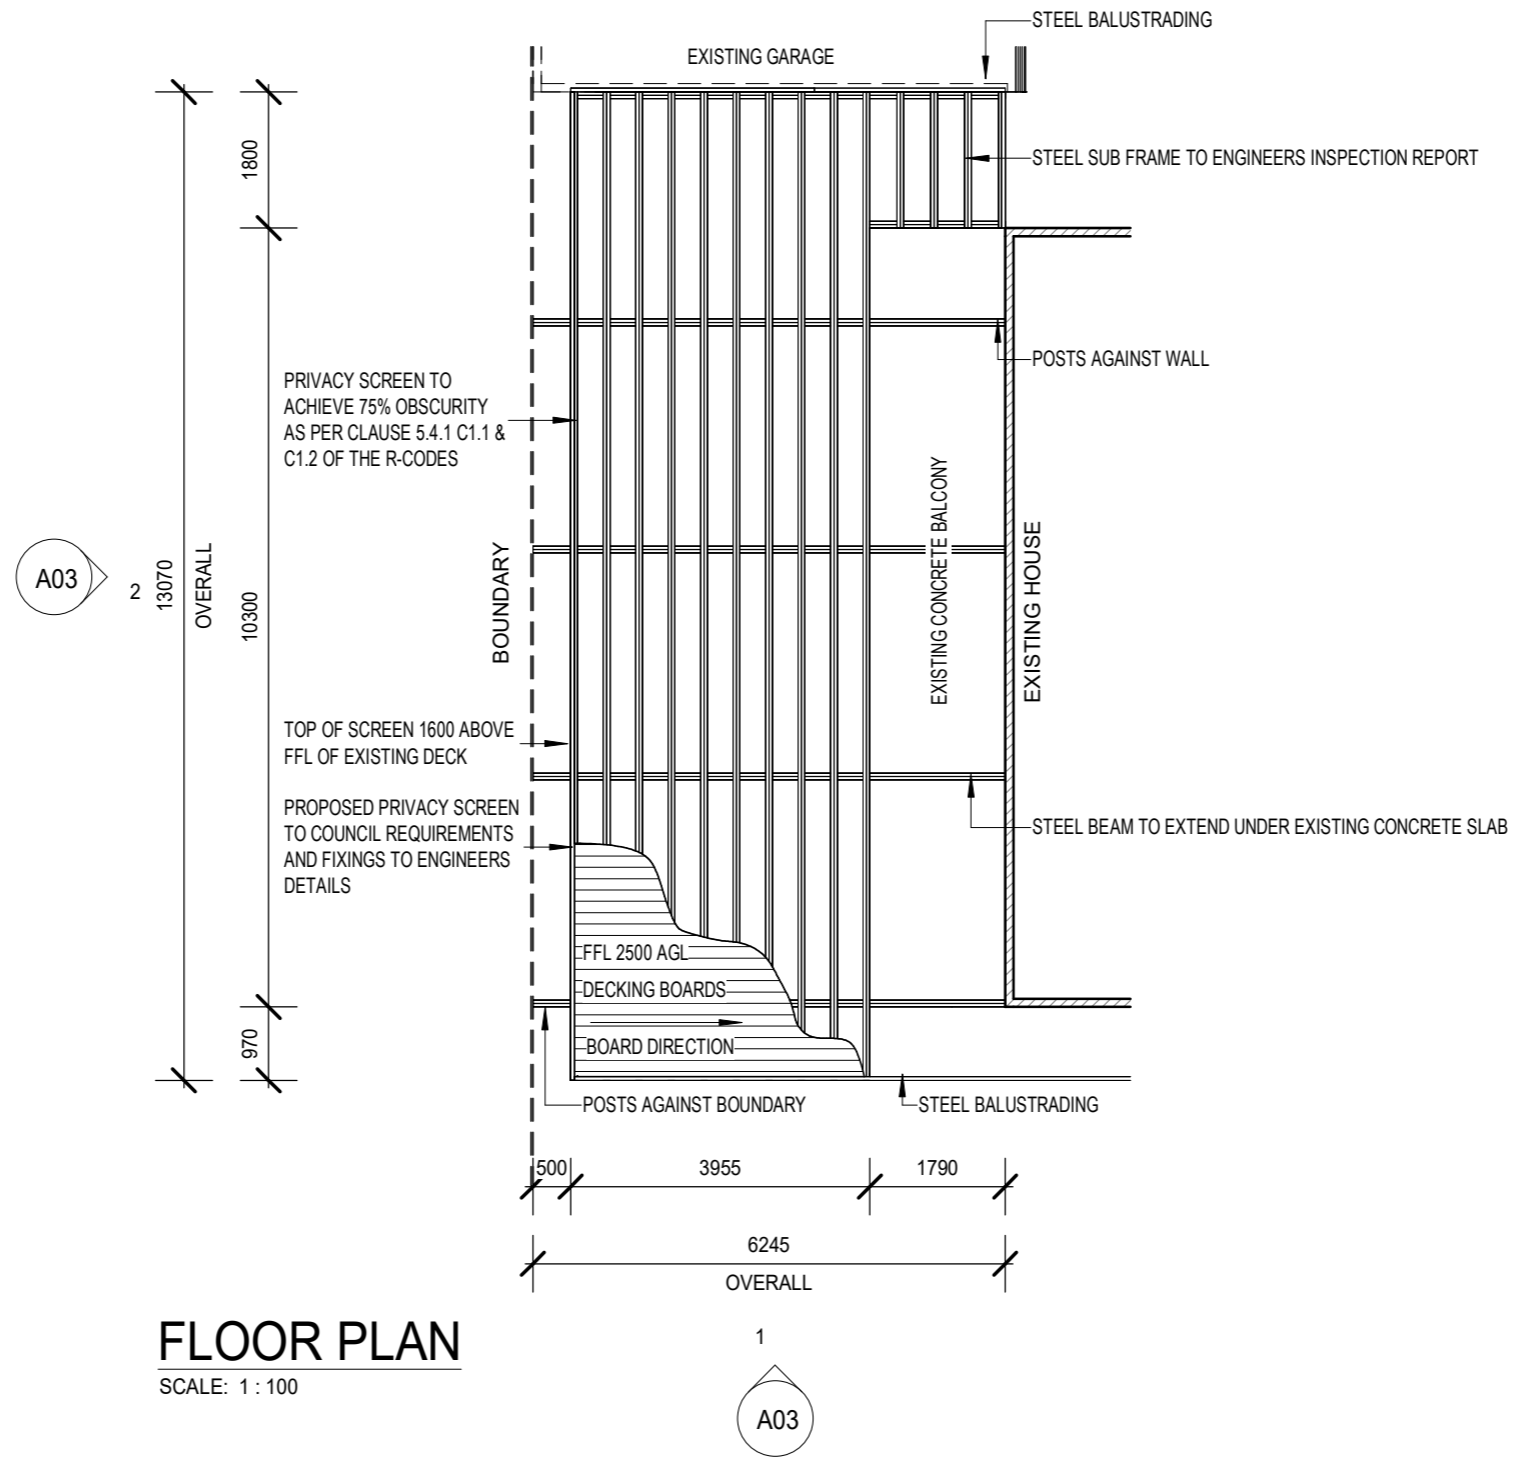 STEEL BALUSTRADING
EXISTING GARAGE
1800
STEEL SUB FRAME TO ENGINEERS INSPECTION REPORT
POSTS AGAINST WALL
PRIVACY SCREEN TO
ACHIEVE 75% OBSCURITY
AS PER CLAUSE 5.4.1 C1.1 &
C1.2 OF THE R-CODES
EXISTING CONCRETE BALCONY
EXISTING HOUSE
BOUNDARY
A03
2
13070
OVERALL
10300
TOP OF SCREEN 1600 ABOVE
FFL OF EXISTING DECK
PROPOSED PRIVACY SCREEN
TO COUNCIL REQUIREMENTS
AND FIXINGS TO ENGINEERS
DETAILS
STEEL BEAM TO EXTEND UNDER EXISTING CONCRETE SLAB
FFL 2500 AGL
DECKING BOARDS
BOARD DIRECTION
970
POSTS AGAINST BOUNDARY
STEEL BALUSTRADING
500
3955
1790
6245
OVERALL
FLOOR PLAN
SCALE: 1 : 100
1
A03